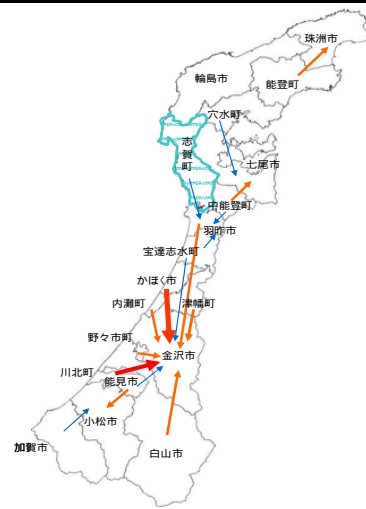 珠洲市
輪島市
能登町
穴水町
志賀町
七尾市
中能登町
羽咋市
宝達志水町
かほく市
内灘町
津幡町
野々市町
金沢市
川北町
能見市
小松市
加賀市
白山市